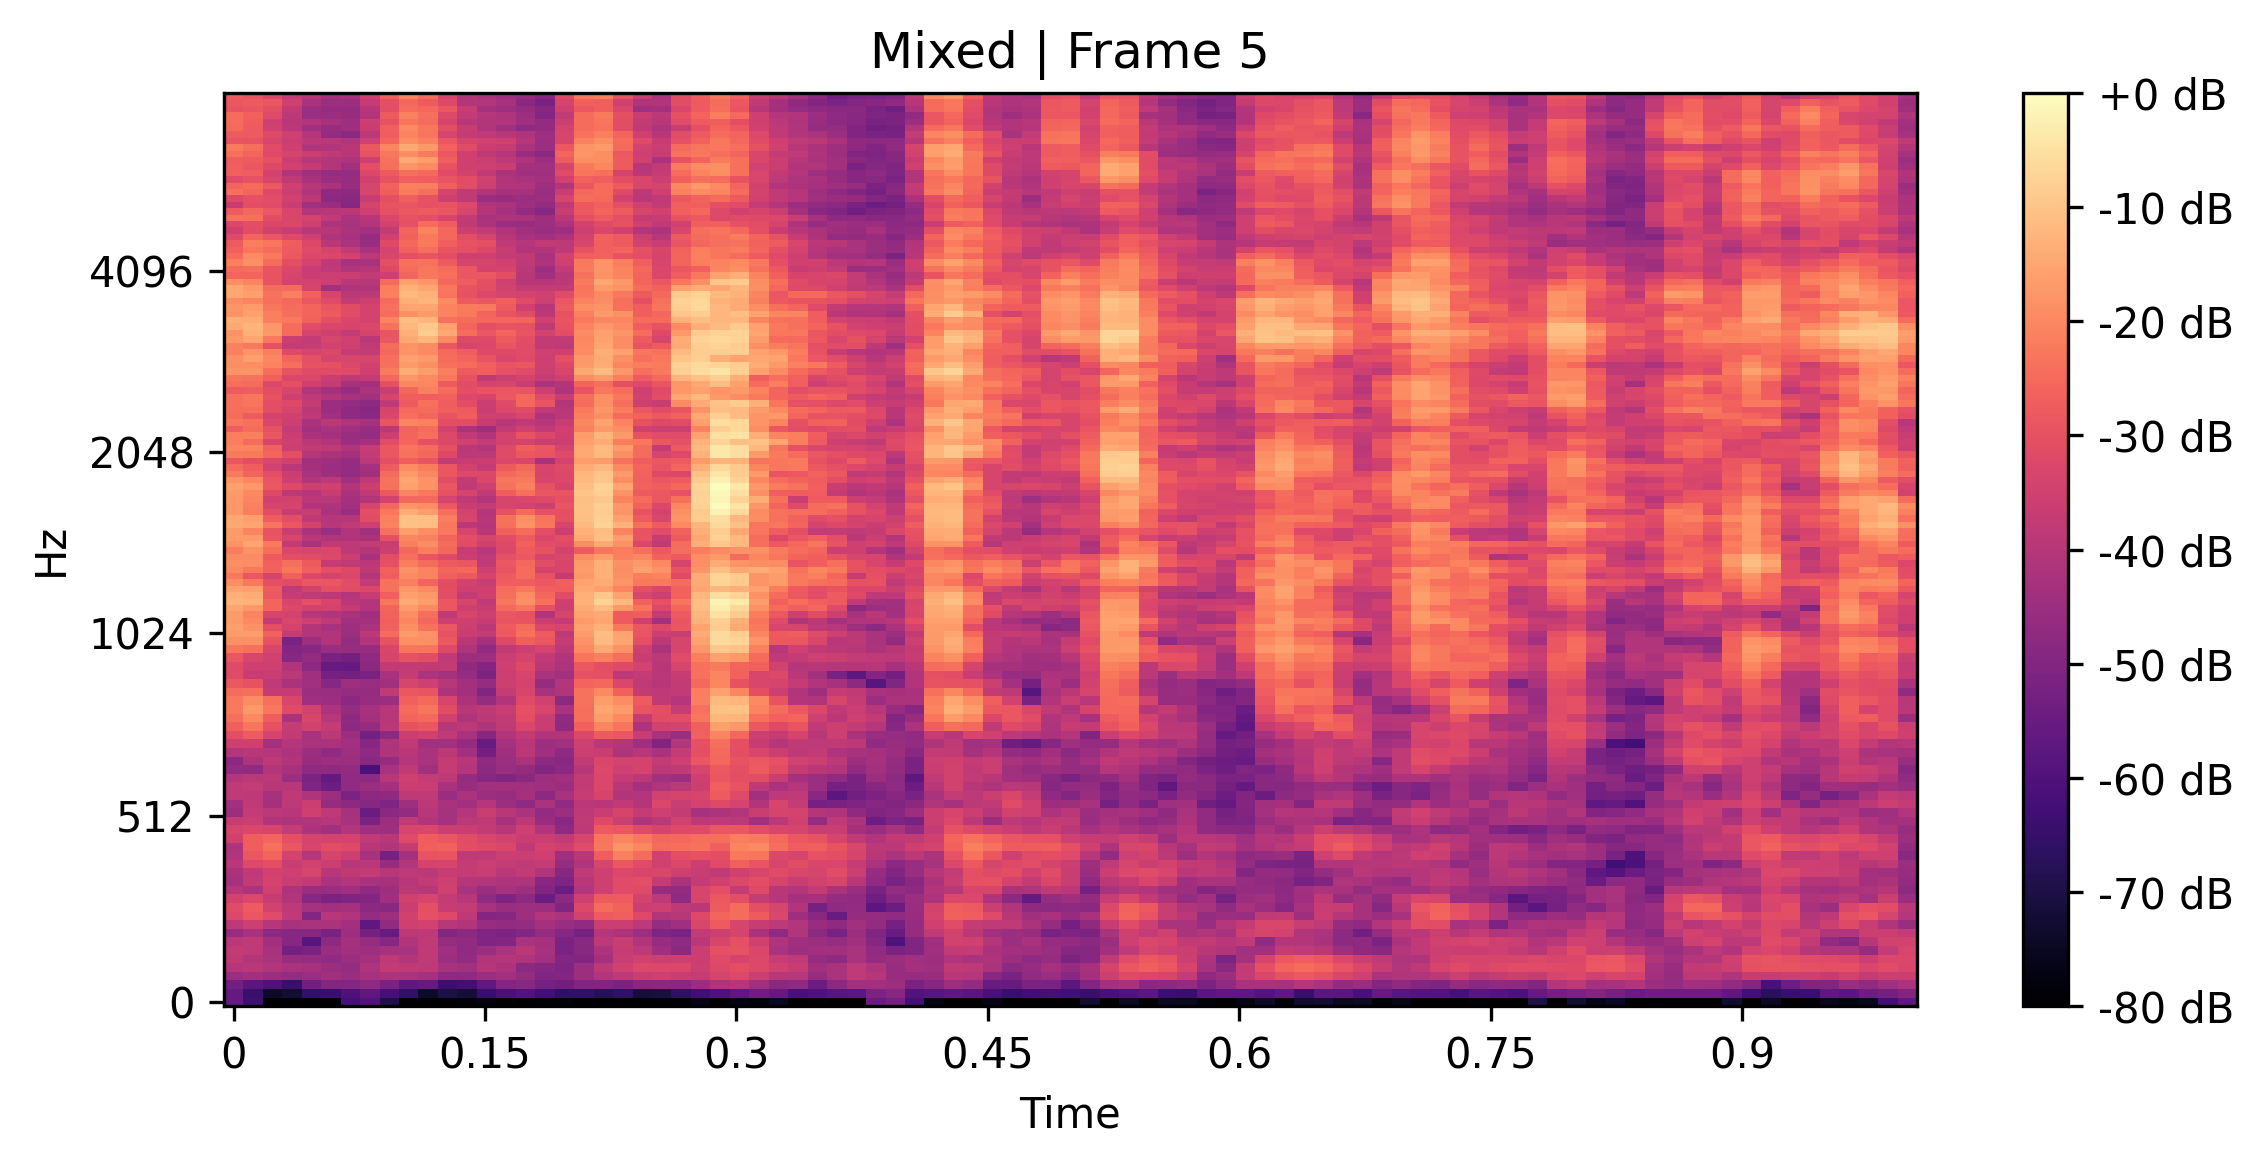 Mixed | Frame 5
+0 dB
-10 dB
-20 dB
-30 dB
-40 dB
-50 dB
-60 dB
-70 dB
-80 dB
Hz
4096
2048
1024
512
0
0 0.15 0.3 0.45 0.6 0.75 0.9
Time